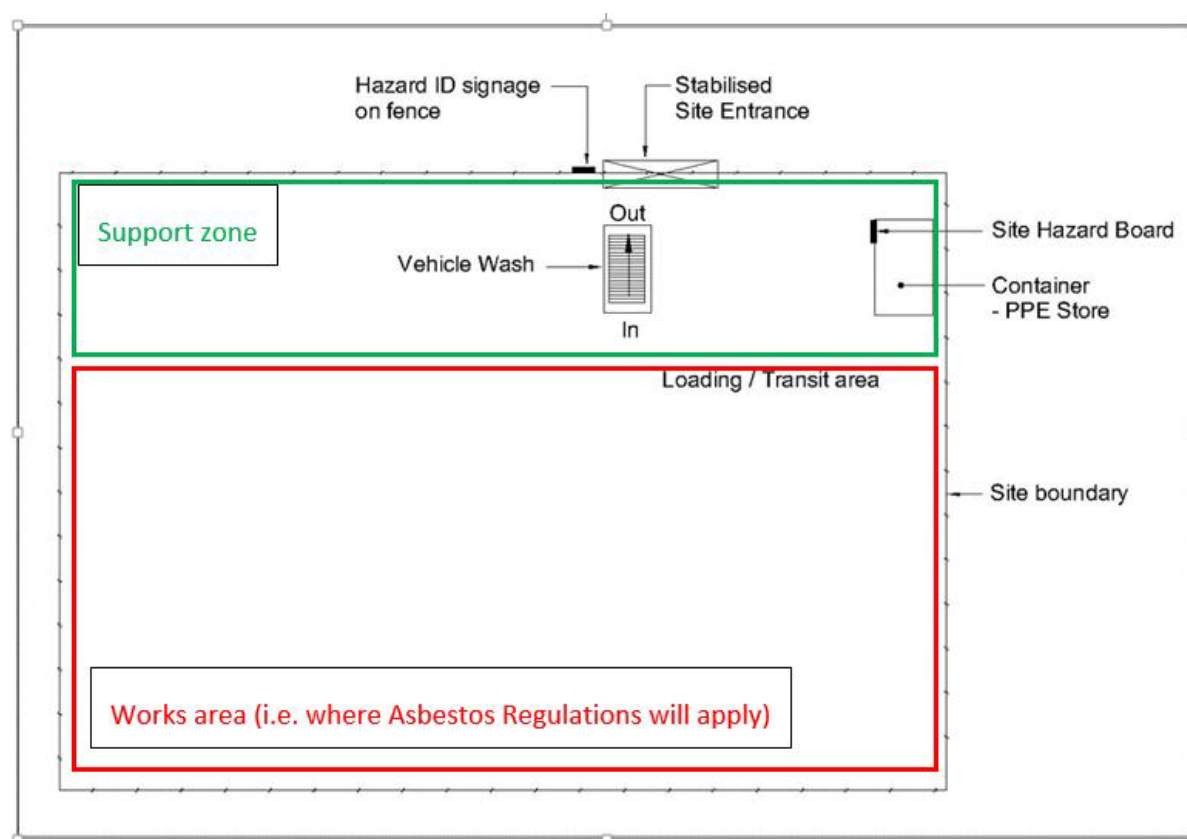 Hazard ID signage
on fence
Stabilised
Site Entrance
Support zone
Out
Vehicle Wash
In
Site Hazard Board
Container
- PPE Store
Loading / Transit area
Site boundary
Works area (i.e. where Asbestos Regulations will apply)